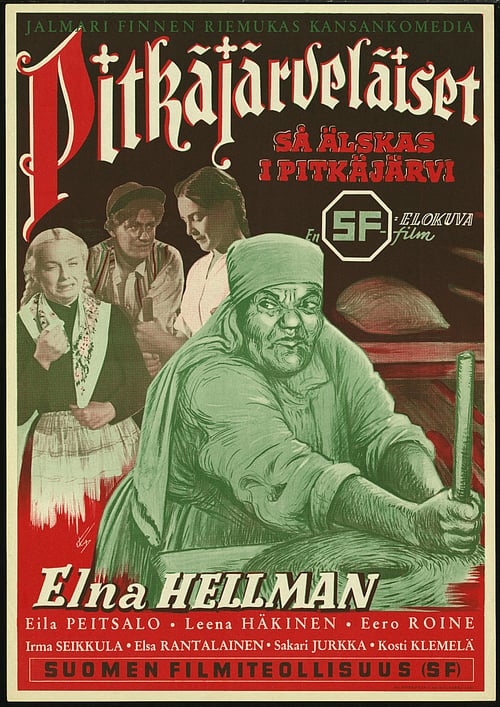 JALMARI FINNEN RIEMUKAS KANSANKOMEDIA
Pitkäjärveläiset
SÅ ÄLSKAS
I PITKÄJÄRVI
En SF-:ELOKUVA
film
Elna HELLMAN
Eila PEITSALO • Leena HÄKINEN • Eero ROINE
Irma SEIKKULA • Elsa RANTALAINEN • Sakari JURKKA • Kosti KLEMELÄ
SUOMEN FILMITEOLLISUUS (SF)